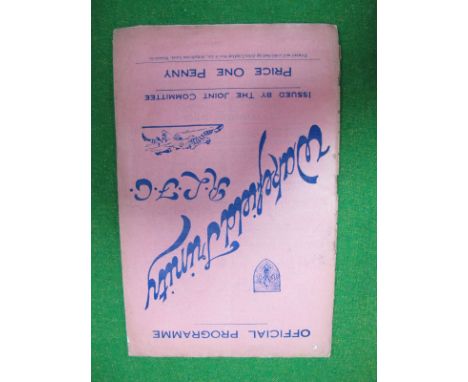 OFFICIAL PROGRAMME
Wakefield Trinity
R.L.F.C.
ISSUED BY THE JOINT COMMITTEE
PRICE ONE PENNY